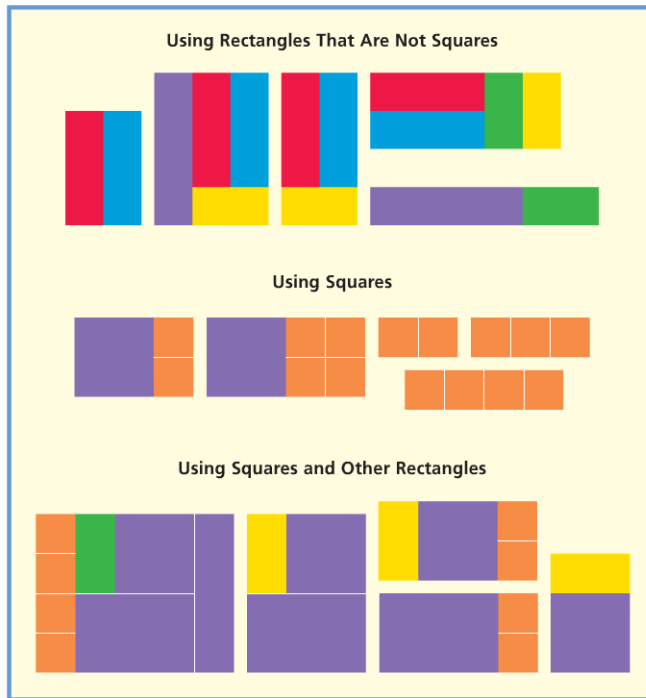 Using Rectangles That Are Not Squares
Using Squares
Using Squares and Other Rectangles